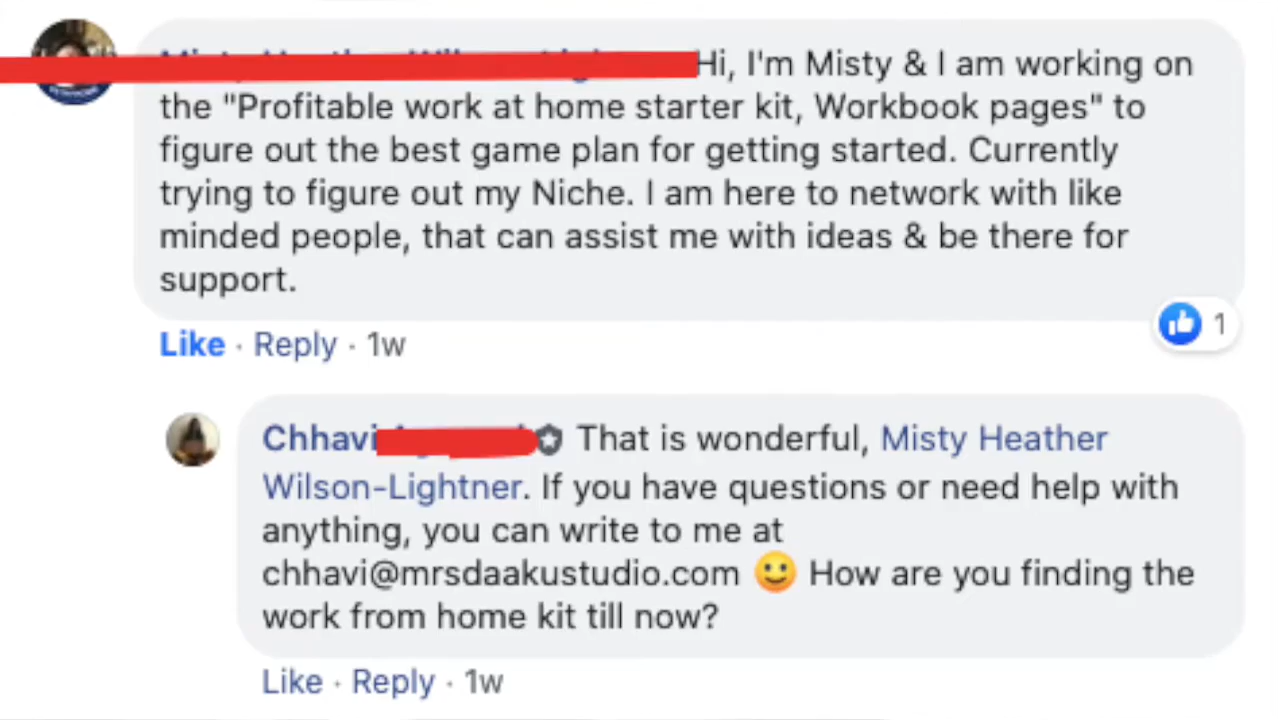 Hi, I'm Misty & I am working on
the "Profitable work at home starter kit, Workbook pages" to
figure out the best game plan for getting started. Currently
trying to figure out my Niche. I am here to network with like
minded people, that can assist me with ideas & be there for
support.
1
Like · Reply · 1w
Chhavi That is wonderful, Misty Heather
Wilson-Lightner. If you have questions or need help with
anything, you can write to me at
chhavi@mrsdaakustudio.com 🙂 How are you finding the
work from home kit till now?
Like · Reply · 1w